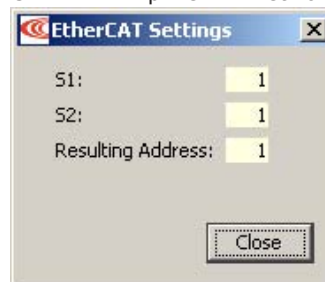 EtherCAT Settings
S1: 1
S2: 1
Resulting Address: 1
Close